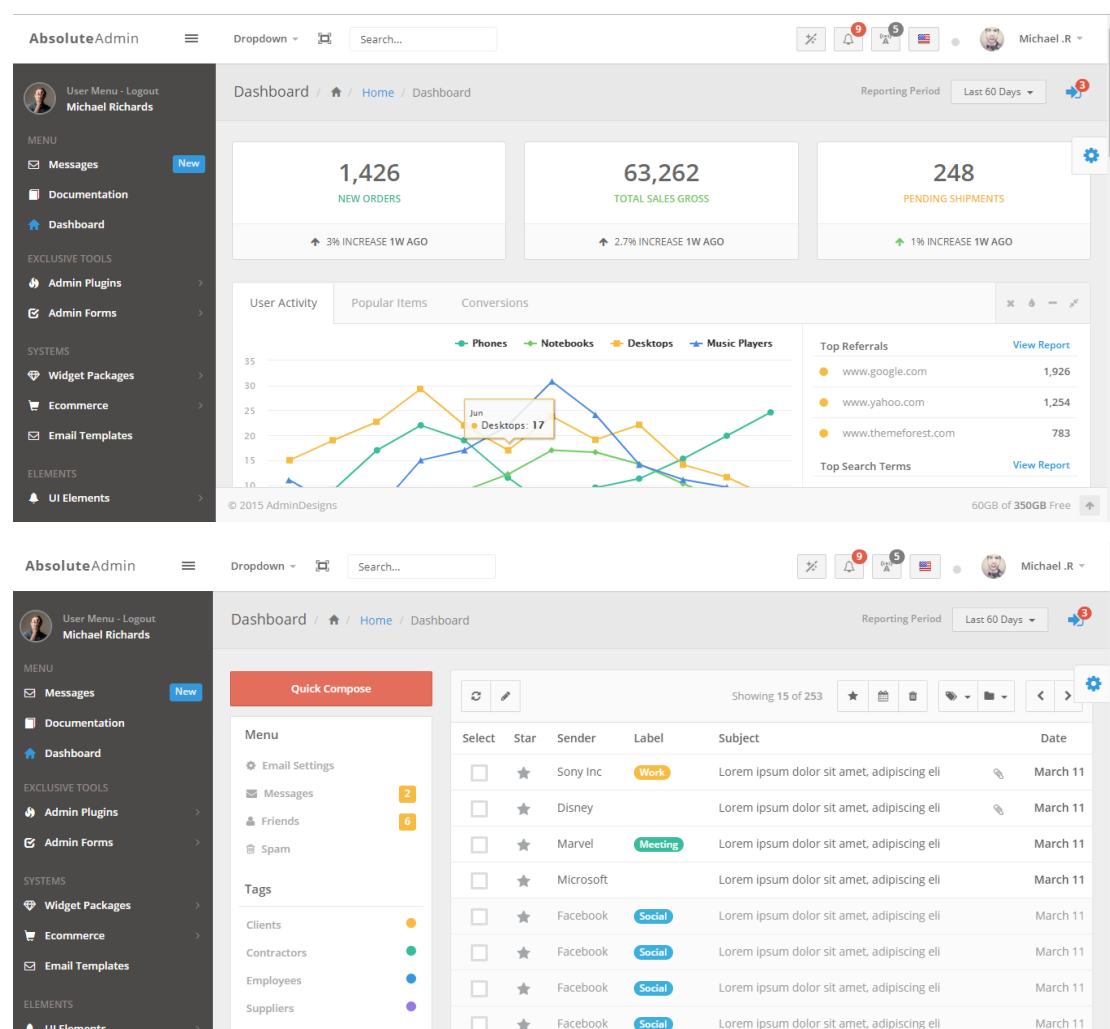 AbsoluteAdmin Dropdown Search... 9 5 Michael .R
User Menu - Logout
Michael Richards
Dashboard / / Home / Dashboard Reporting Period Last 60 Days 3
MENU
Messages New
Documentation
Dashboard
EXCLUSIVE TOOLS
Admin Plugins
Admin Forms
SYSTEMS
Widget Packages
Ecommerce
Email Templates
ELEMENTS
UI Elements
1,426
NEW ORDERS
3% INCREASE 1W AGO
63,262
TOTAL SALES GROSS
2.7% INCREASE 1W AGO
248
PENDING SHIPMENTS
1% INCREASE 1W AGO
User Activity Popular Items Conversions
Phones Notebooks Desktops Music Players
35
30
25
20
15
10
Jun
Desktops: 17
Top Referrals View Report
www.google.com 1,926
www.yahoo.com 1,254
www.themeforest.com 783
Top Search Terms View Report
© 2015 AdminDesigns 60GB of 350GB Free
AbsoluteAdmin Dropdown Search... 9 5 Michael .R
User Menu - Logout
Michael Richards
Dashboard / / Home / Dashboard Reporting Period Last 60 Days 3
MENU
Messages New
Documentation
Dashboard
EXCLUSIVE TOOLS
Admin Plugins
Admin Forms
SYSTEMS
Widget Packages
Ecommerce
Email Templates
ELEMENTS
UI Elements
Quick Compose
Menu
Email Settings
Messages 2
Friends 6
Spam
Tags
Clients
Contractors
Employees
Suppliers
Showing 15 of 253
Select Star Sender Label Subject Date
Sony Inc Work Lorem ipsum dolor sit amet, adipiscing eli March 11
Disney Lorem ipsum dolor sit amet, adipiscing eli March 11
Marvel Meeting Lorem ipsum dolor sit amet, adipiscing eli March 11
Microsoft Lorem ipsum dolor sit amet, adipiscing eli March 11
Facebook Social Lorem ipsum dolor sit amet, adipiscing eli March 11
Facebook Social Lorem ipsum dolor sit amet, adipiscing eli March 11
Facebook Social Lorem ipsum dolor sit amet, adipiscing eli March 11
Facebook Social Lorem ipsum dolor sit amet, adipiscing eli March 11